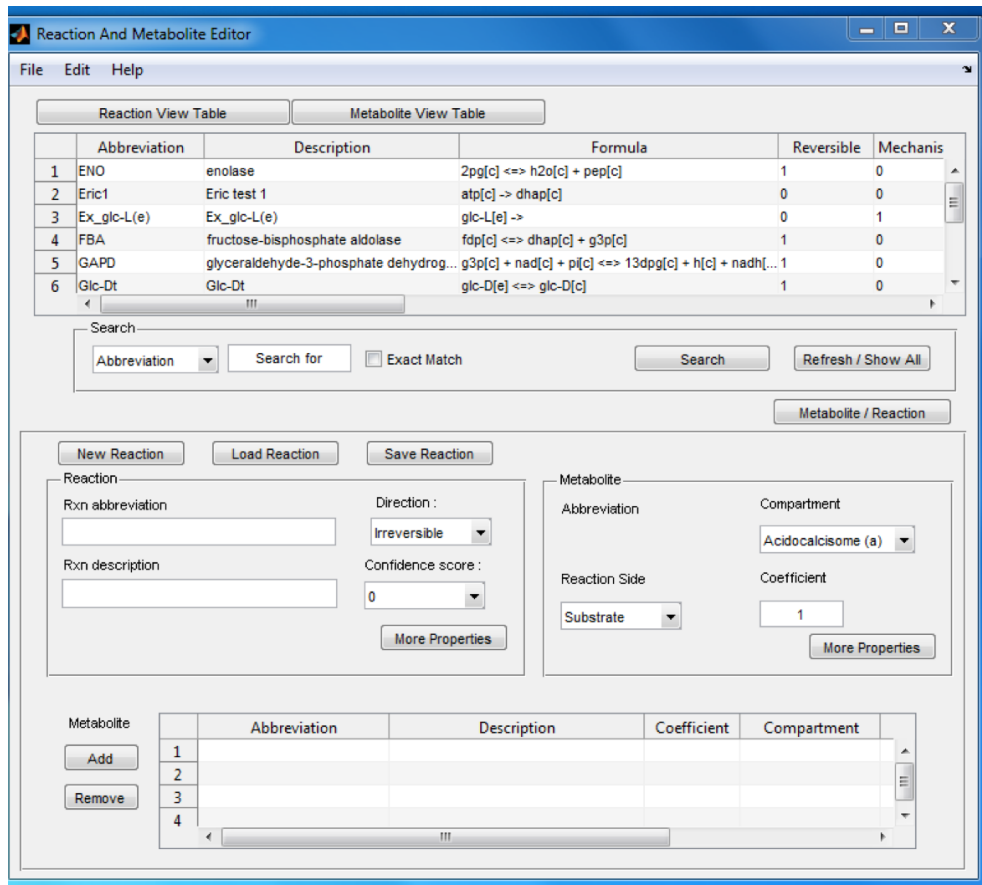 Reaction And Metabolite Editor
File Edit Help
Reaction View Table Metabolite View Table
Abbreviation Description Formula Reversible Mechanis
1 ENO enolase 2pg[c] <=> h2o[c] + pep[c] 1 0
2 Eric1 Eric test 1 atp[c] -> dhap[c] 0 0
3 Ex_glc-L(e) Ex_glc-L(e) glc-L[e] -> 0 1
4 FBA fructose-bisphosphate aldolase fdp[c] <=> dhap[c] + g3p[c] 1 0
5 GAPD glyceraldehyde-3-phosphate dehydrog... g3p[c] + nad[c] + pi[c] <=> 13dpg[c] + h[c] + nadh[... 1 0
6 Glc-Dt Glc-Dt glc-D[e] <=> glc-D[c] 1 0
Search
Abbreviation Search for Exact Match Search Refresh / Show All
Metabolite / Reaction
New Reaction Load Reaction Save Reaction
Reaction
Rxn abbreviation Direction :
Irreversible
Rxn description Confidence score :
0
More Properties
Metabolite
Abbreviation Compartment
Acidocalcisome (a)
Reaction Side Coefficient
Substrate 1
More Properties
Metabolite
Add
Remove
Abbreviation Description Coefficient Compartment
1
2
3
4